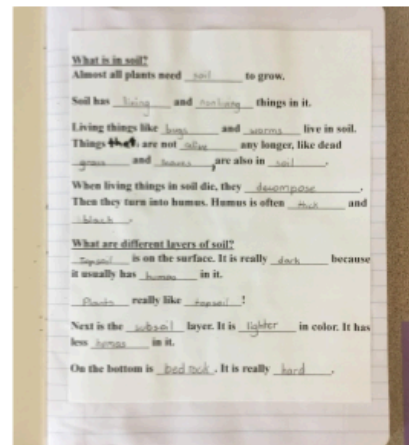 What is in soil?
Almost all plants need soil to grow.
Soil has living and nonliving things in it.
Living things like bugs and worms live in soil.
Things that are not alive any longer, like dead
grass and leaves, are also in soil.
When living things in soil die, they decompose.
Then they turn into humus. Humus is often thick and
black.
What are different layers of soil?
Topsoil is on the surface. It is really dark because
it usually has humus in it.
Plants really like topsoil!
Next is the subsoil layer. It is lighter in color. It has
less humus in it.
On the bottom is bed rock. It is really hard.